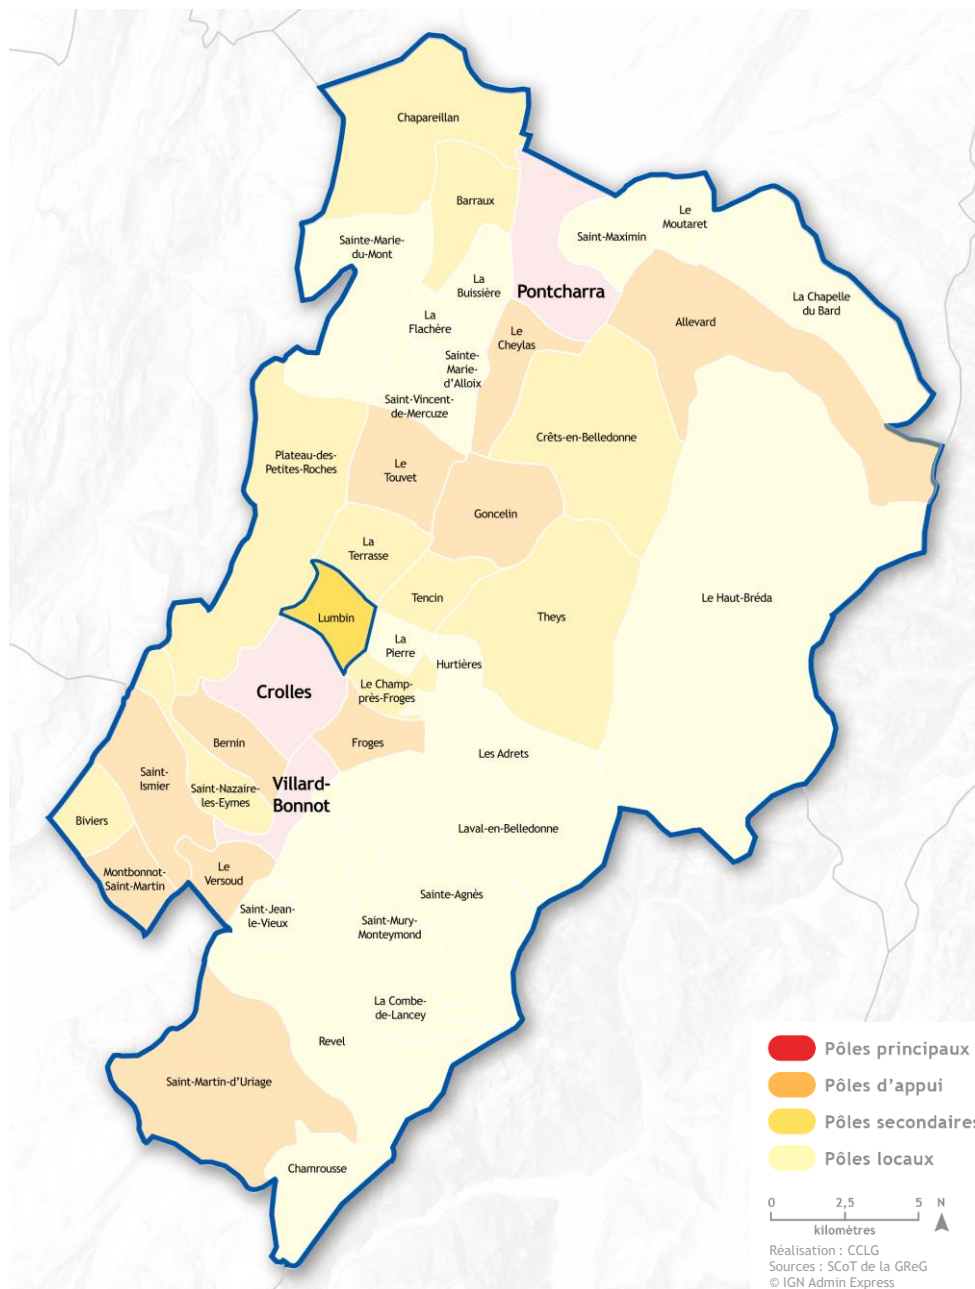 Chapareillan
Barraux
Le
Moutaret
Saint-Maximin
Sainte-Marie-
du-Mont
La
Buissière
Pontcharra
La Chapelle
du Bard
La
Flachère
Le
Cheylas
Allevard
Sainte-
Marie-
d'Alloix
Saint-Vincent-
de-Mercuze
Crêts-en-Belledonne
Plateau-des-
Petites-Roches
Le
Touvet
Goncelin
La
Terrasse
Tencin
Le Haut-Bréda
Lumbin
Theys
La
Pierre
Hurtières
Crolles
Le Champ-
près-Froges
Bernin
Froges
Les Adrets
Saint-
Ismier
Villard-
Bonnot
Saint-Nazaire-
les-Eymes
Biviers
Laval-en-Belledonne
Montbonnot-
Saint-Martin
Le
Versoud
Sainte-Agnès
Saint-Jean-
le-Vieux
Saint-Mury-
Monteymond
La Combe-
de-Lancey
Revel
Saint-Martin-d'Uriage
Chamrousse
Pôles principaux
Pôles d'appui
Pôles secondaires
Pôles locaux
0 2,5 5 N
kilomètres
Réalisation : CCLG
Sources : SCoT de la GReG
© IGN Admin Express